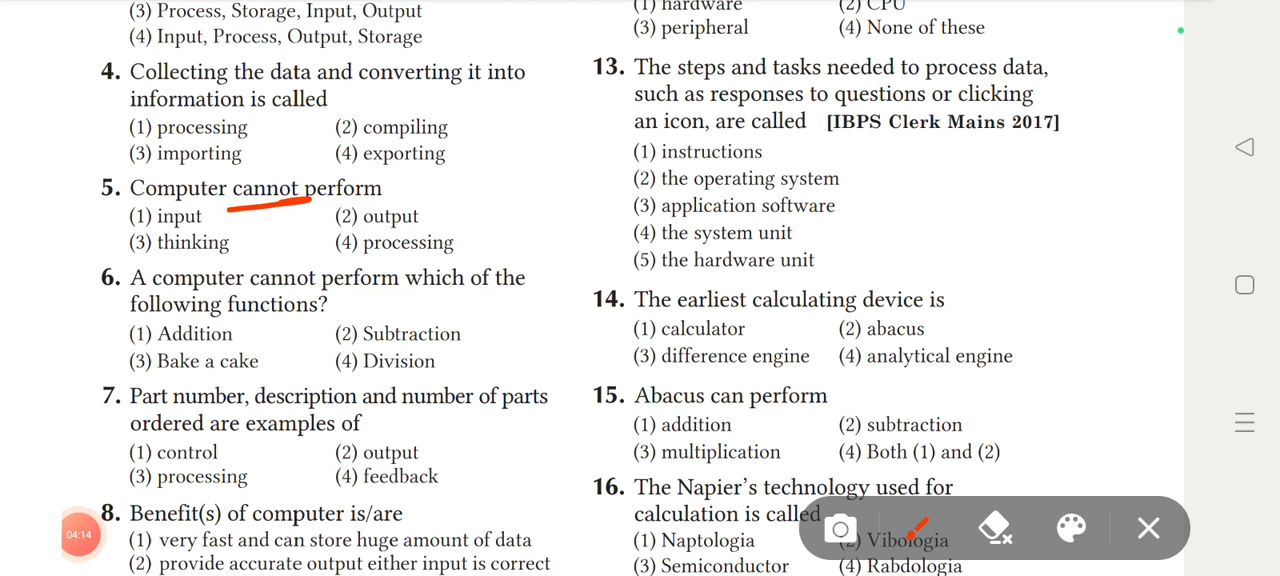 (3) Process, Storage, Input, Output
(4) Input, Process, Output, Storage
4. Collecting the data and converting it into
information is called
(1) processing (2) compiling
(3) importing (4) exporting
5. Computer cannot perform
(1) input (2) output
(3) thinking (4) processing
6. A computer cannot perform which of the
following functions?
(1) Addition (2) Subtraction
(3) Bake a cake (4) Division
7. Part number, description and number of parts
ordered are examples of
(1) control (2) output
(3) processing (4) feedback
8. Benefit(s) of computer is/are
(1) very fast and can store huge amount of data
(2) provide accurate output either input is correct
(1) hardware (2) CPU
(3) peripheral (4) None of these
13. The steps and tasks needed to process data,
such as responses to questions or clicking
an icon, are called [IBPS Clerk Mains 2017]
(1) instructions
(2) the operating system
(3) application software
(4) the system unit
(5) the hardware unit
14. The earliest calculating device is
(1) calculator (2) abacus
(3) difference engine (4) analytical engine
15. Abacus can perform
(1) addition (2) subtraction
(3) multiplication (4) Both (1) and (2)
16. The Napier's technology used for
calculation is called
(1) Naptologia (2) Vibologia
(3) Semiconductor (4) Rabdologia
04:14